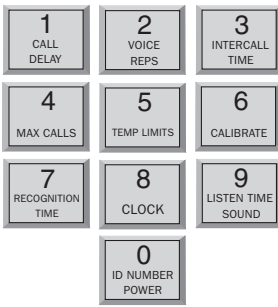 1 2 3
CALL DELAY VOICE REPS INTERCALL TIME
4 5 6
MAX CALLS TEMP LIMITS CALIBRATE
7 8 9
RECOGNITION TIME CLOCK LISTEN TIME SOUND
0
ID NUMBER
POWER